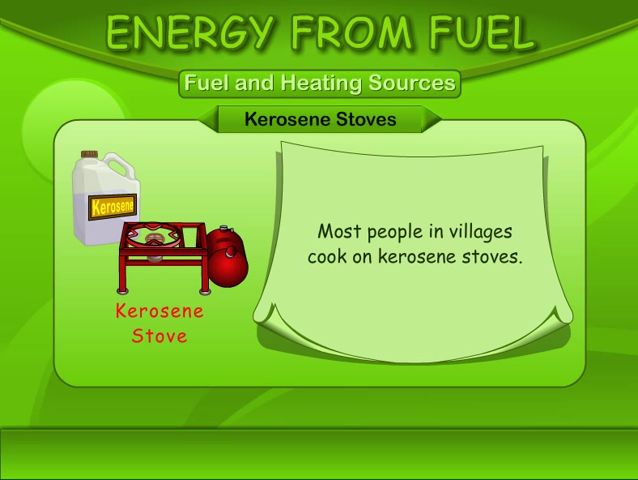 ENERGY FROM FUEL
Fuel and Heating Sources
Kerosene Stoves
Kerosene
Most people in villages
cook on kerosene stoves.
Kerosene
Stove